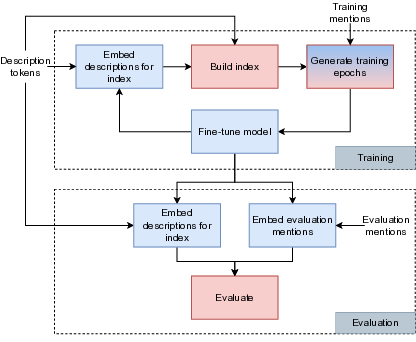 Training
mentions
Description
tokens
Embed
descriptions for
index
Build index
Generate training
epochs
Fine-tune model
Training
Embed
descriptions for
index
Embed evaluation
mentions
Evaluation
mentions
Evaluate
Evaluation